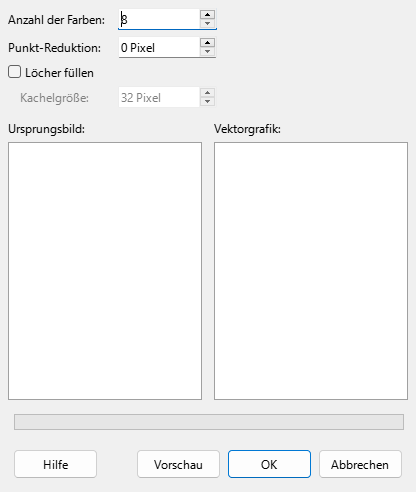 Anzahl der Farben: 8
Punkt-Reduktion: 0 Pixel
Löcher füllen
Kachelgröße: 32 Pixel
Ursprungsbild: Vektorgrafik:
Hilfe Vorschau OK Abbrechen